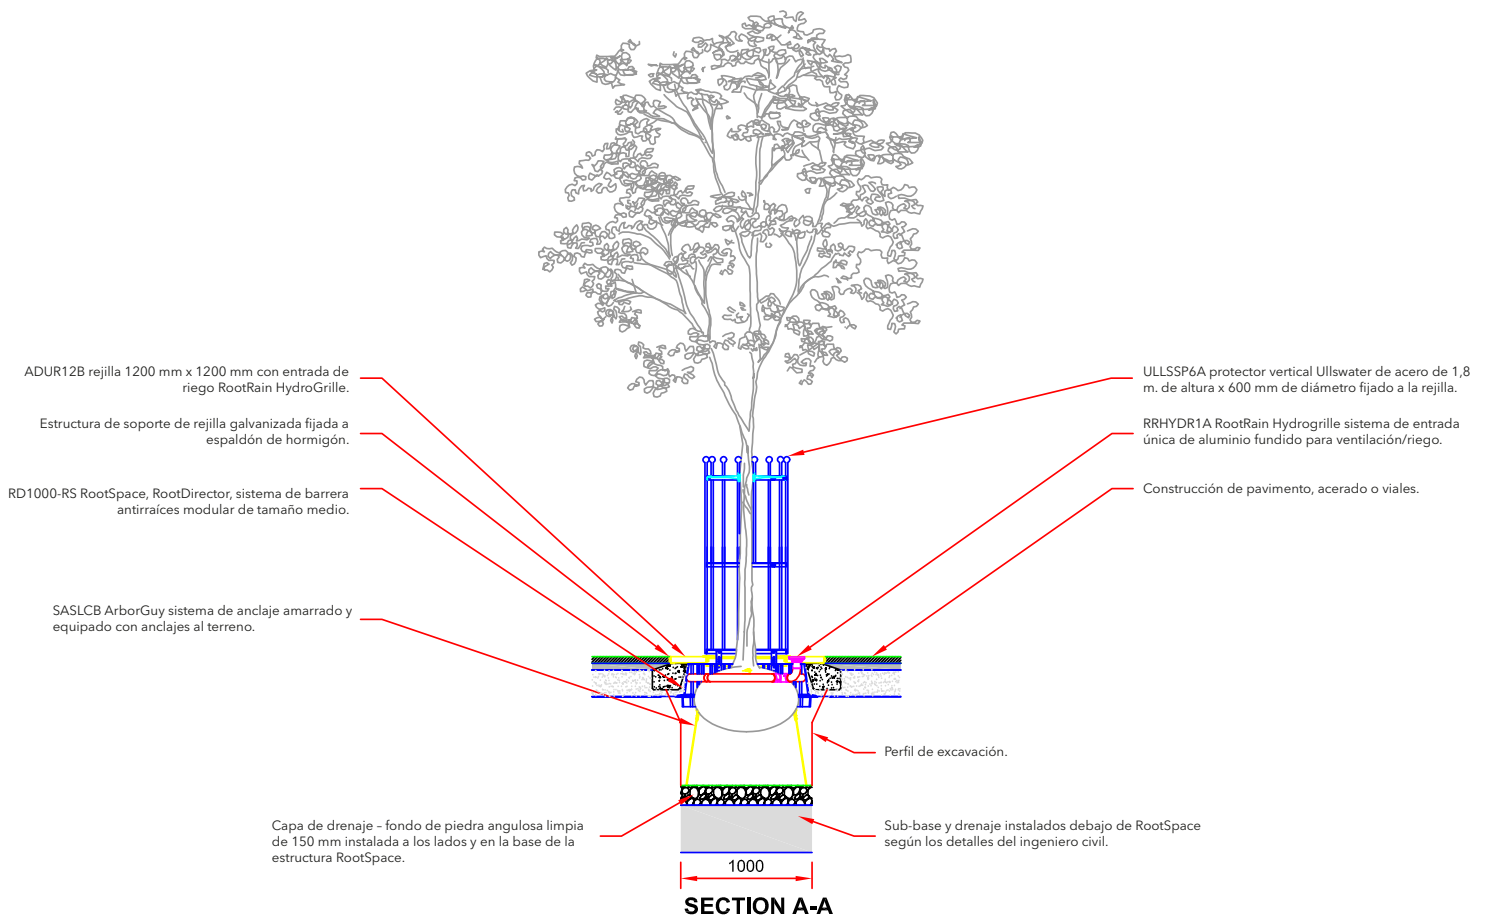 ADUR12B rejilla 1200 mm x 1200 mm con entrada de
riego RootRain HydroGrille.
Estructura de soporte de rejilla galvanizada fijada a
espaldón de hormigón.
RD1000-RS RootSpace, RootDirector, sistema de barrera
antirraíces modular de tamaño medio.
SASLCB ArborGuy sistema de anclaje amarrado y
equipado con anclajes al terreno.
Capa de drenaje – fondo de piedra angulosa limpia
de 150 mm instalada a los lados y en la base de la
estructura RootSpace.
ULLSSP6A protector vertical Ullswater de acero de 1,8
m. de altura x 600 mm de diámetro fijado a la rejilla.
RRHYDR1A RootRain Hydrogrille sistema de entrada
única de aluminio fundido para ventilación/riego.
Construcción de pavimento, acerado o viales.
Perfil de excavación.
Sub-base y drenaje instalados debajo de RootSpace
según los detalles del ingeniero civil.
1000
SECTION A-A